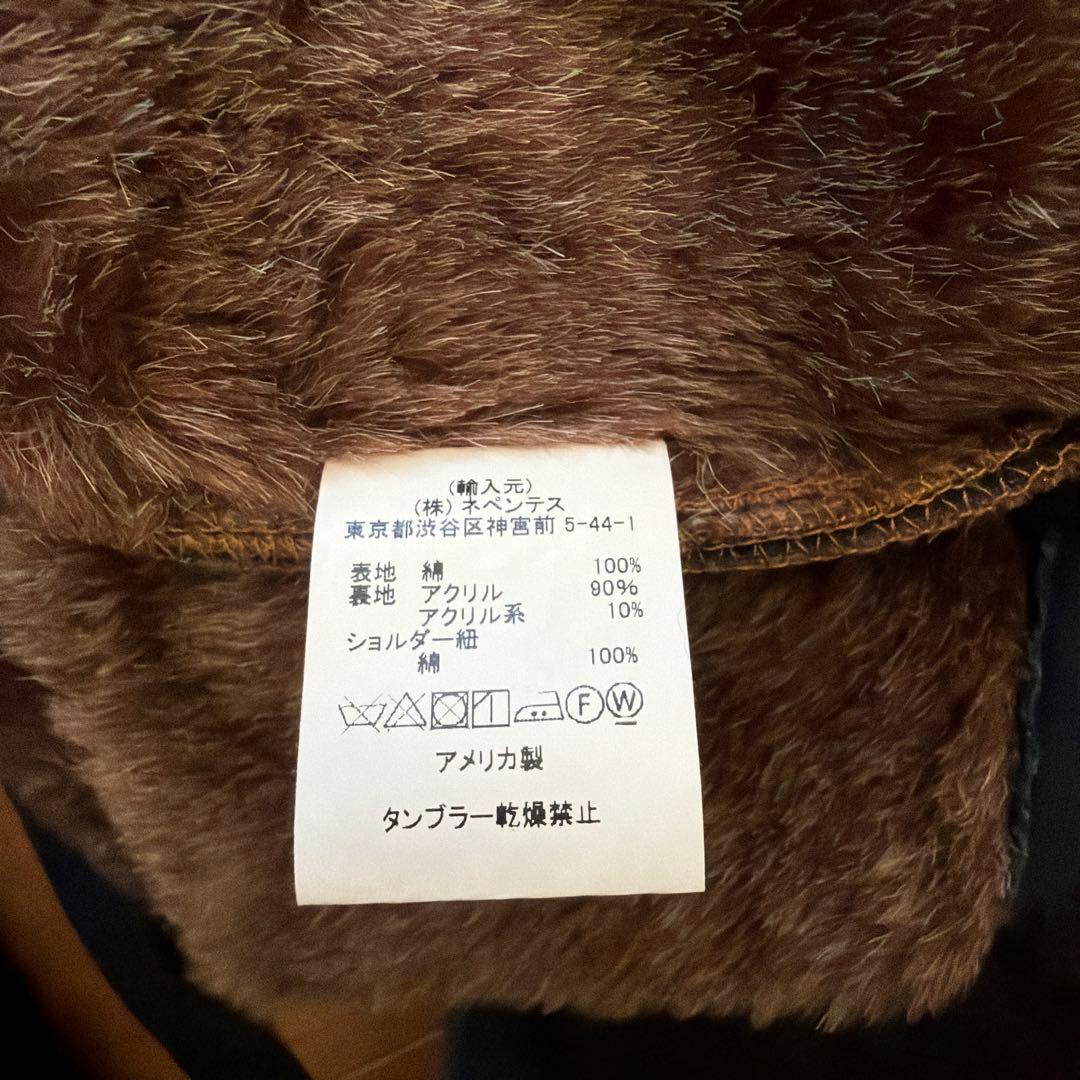 (輸入元)
(株) ネペンテス
東京都渋谷区神宮前 5-44-1
表地 綿 100%
裏地 アクリル 90%
アクリル系 10%
ショルダー紐
綿 100%
F W
アメリカ製
タンブラー乾燥禁止